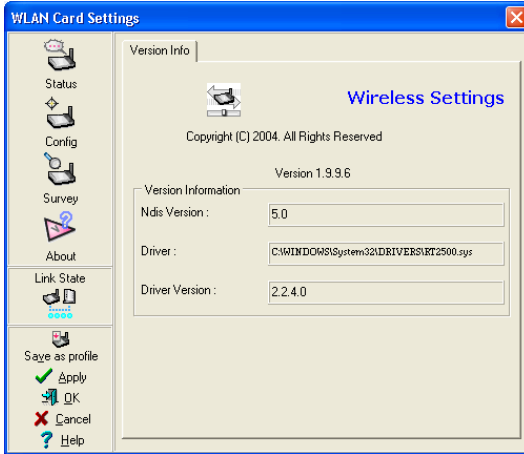 WLAN Card Settings
Status
Config
Survey
About
Link State
Save as profile
Apply
OK
Cancel
Help
Version Info
Wireless Settings
Copyright (C) 2004. All Rights Reserved
Version 1.9.9.6
Version Information
Ndis Version : 5.0
Driver : C:\WINDOWS\System32\DRIVERS\RT2500.sys
Driver Version : 2.2.4.0